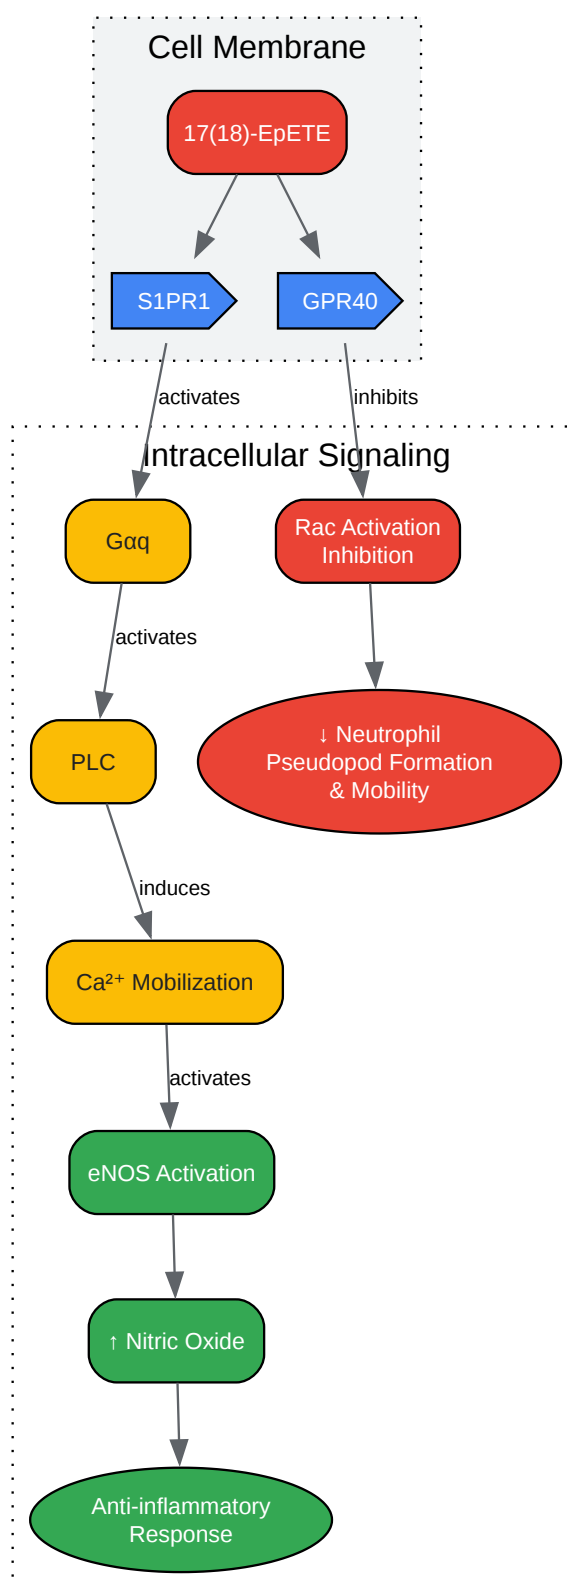 Cell Membrane
17(18)-EpETE
S1PR1
GPR40
activates
inhibits
Intracellular Signaling
Gαq
Rac Activation
Inhibition
activates
PLC
↓ Neutrophil
Pseudopod Formation
& Mobility
induces
Ca²⁺ Mobilization
activates
eNOS Activation
↑ Nitric Oxide
Anti-inflammatory
Response